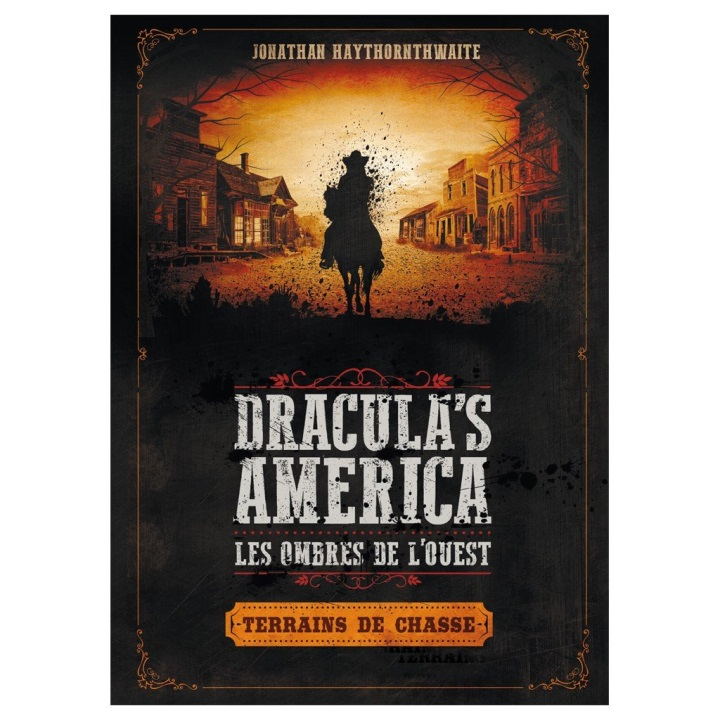 JONATHAN HAYTHORNTHWAITE
DRACULA'S
AMERICA
LES OMBRES DE L'OUEST
TERRAINS DE CHASSE